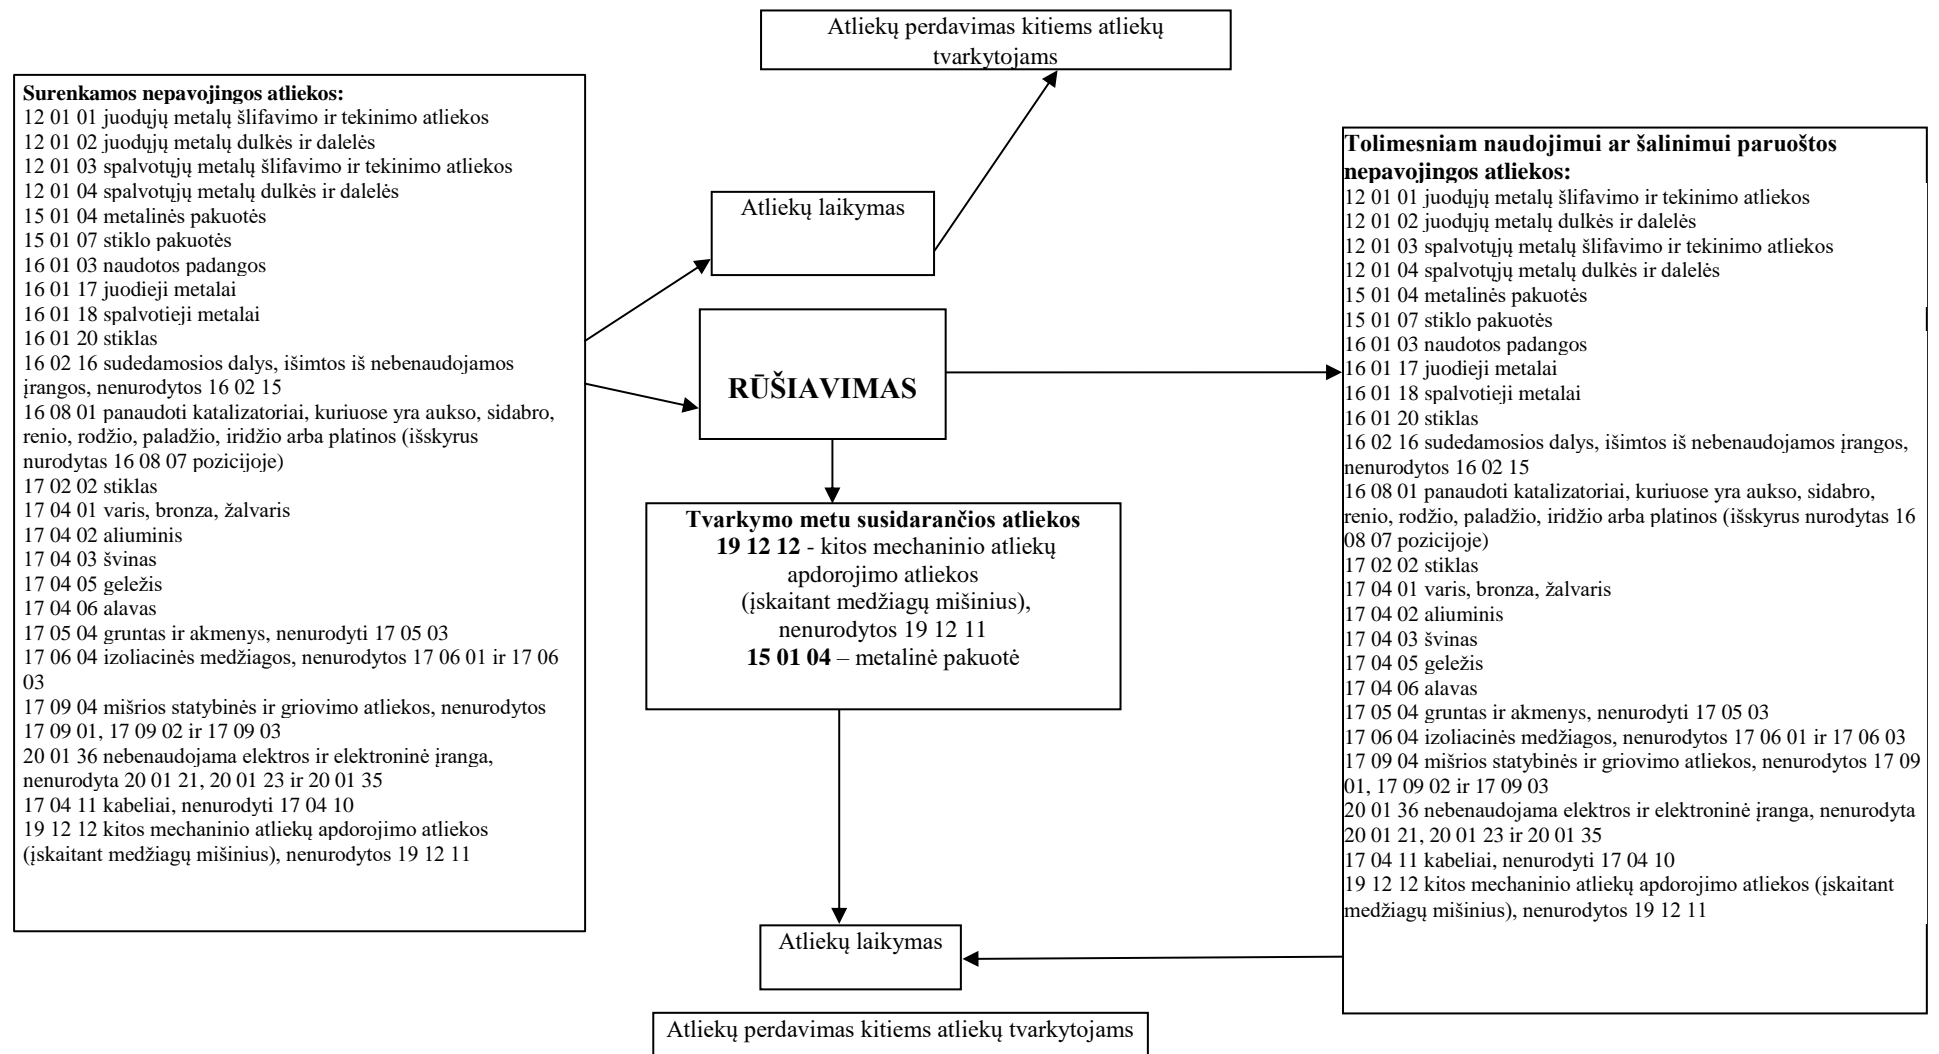 Atliekų perdavimas kitiems atliekų
tvarkytojams
Surenkamos nepavojingos atliekos:
12 01 01 juodųjų metalų šlifavimo ir tekinimo atliekos
12 01 02 juodųjų metalų dulkės ir dalelės
12 01 03 spalvotųjų metalų šlifavimo ir tekinimo atliekos
12 01 04 spalvotųjų metalų dulkės ir dalelės
15 01 04 metalinės pakuotės
15 01 07 stiklo pakuotės
16 01 03 naudotos padangos
16 01 17 juodieji metalai
16 01 18 spalvotieji metalai
16 01 20 stiklas
16 02 16 sudedamosios dalys, išimtos iš nebenaudojamos
įrangos, nenurodytos 16 02 15
16 08 01 panaudoti katalizatoriai, kuriuose yra aukso, sidabro,
renio, rodžio, paladžio, iridžio arba platinos (išskyrus
nurodytas 16 08 07 pozicijoje)
17 02 02 stiklas
17 04 01 varis, bronza, žalvaris
17 04 02 aliuminis
17 04 03 švinas
17 04 05 geležis
17 04 06 alavas
17 05 04 gruntas ir akmenys, nenurodyti 17 05 03
17 06 04 izoliacinės medžiagos, nenurodytos 17 06 01 ir 17 06
03
17 09 04 mišrios statybinės ir griovimo atliekos, nenurodytos
17 09 01, 17 09 02 ir 17 09 03
20 01 36 nebenaudojama elektros ir elektroninė įranga,
nenurodyta 20 01 21, 20 01 23 ir 20 01 35
17 04 11 kabeliai, nenurodyti 17 04 10
19 12 12 kitos mechaninio atliekų apdorojimo atliekos
(įskaitant medžiagų mišinius), nenurodytos 19 12 11
Atliekų laikymas
RŪŠIAVIMAS
Tvarkymo metu susidarančios atliekos
19 12 12 - kitos mechaninio atliekų
apdorojimo atliekos
(įskaitant medžiagų mišinius),
nenurodytos 19 12 11
15 01 04 – metalinė pakuotė
Tolimesniam naudojimui ar šalinimui paruoštos
nepavojingos atliekos:
12 01 01 juodųjų metalų šlifavimo ir tekinimo atliekos
12 01 02 juodųjų metalų dulkės ir dalelės
12 01 03 spalvotųjų metalų šlifavimo ir tekinimo atliekos
12 01 04 spalvotųjų metalų dulkės ir dalelės
15 01 04 metalinės pakuotės
15 01 07 stiklo pakuotės
16 01 03 naudotos padangos
16 01 17 juodieji metalai
16 01 18 spalvotieji metalai
16 01 20 stiklas
16 02 16 sudedamosios dalys, išimtos iš nebenaudojamos įrangos,
nenurodytos 16 02 15
16 08 01 panaudoti katalizatoriai, kuriuose yra aukso, sidabro,
renio, rodžio, paladžio, iridžio arba platinos (išskyrus nurodytas 16
08 07 pozicijoje)
17 02 02 stiklas
17 04 01 varis, bronza, žalvaris
17 04 02 aliuminis
17 04 03 švinas
17 04 05 geležis
17 04 06 alavas
17 05 04 gruntas ir akmenys, nenurodyti 17 05 03
17 06 04 izoliacinės medžiagos, nenurodytos 17 06 01 ir 17 06 03
17 09 04 mišrios statybinės ir griovimo atliekos, nenurodytos 17 09
01, 17 09 02 ir 17 09 03
20 01 36 nebenaudojama elektros ir elektroninė įranga, nenurodyta
20 01 21, 20 01 23 ir 20 01 35
17 04 11 kabeliai, nenurodyti 17 04 10
19 12 12 kitos mechaninio atliekų apdorojimo atliekos (įskaitant
medžiagų mišinius), nenurodytos 19 12 11
Atliekų laikymas
Atliekų perdavimas kitiems atliekų tvarkytojams